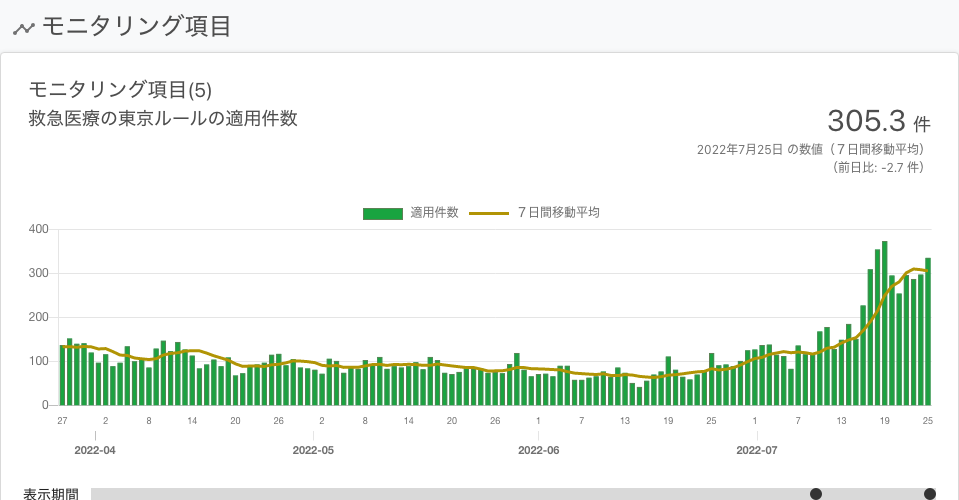 モニタリング項目
モニタリング項目(5)
救急医療の東京ルールの適用件数
305.3 件
2022年7月25日 の数値（７日間移動平均）
（前日比: -2.7 件）
適用件数 ７日間移動平均
400
300
200
100
0
27 2 8 14 20 26 2 8 14 20 26 1 7 13 19 25 1 7 13 19 25
2022-04 2022-05 2022-06 2022-07
表示期間